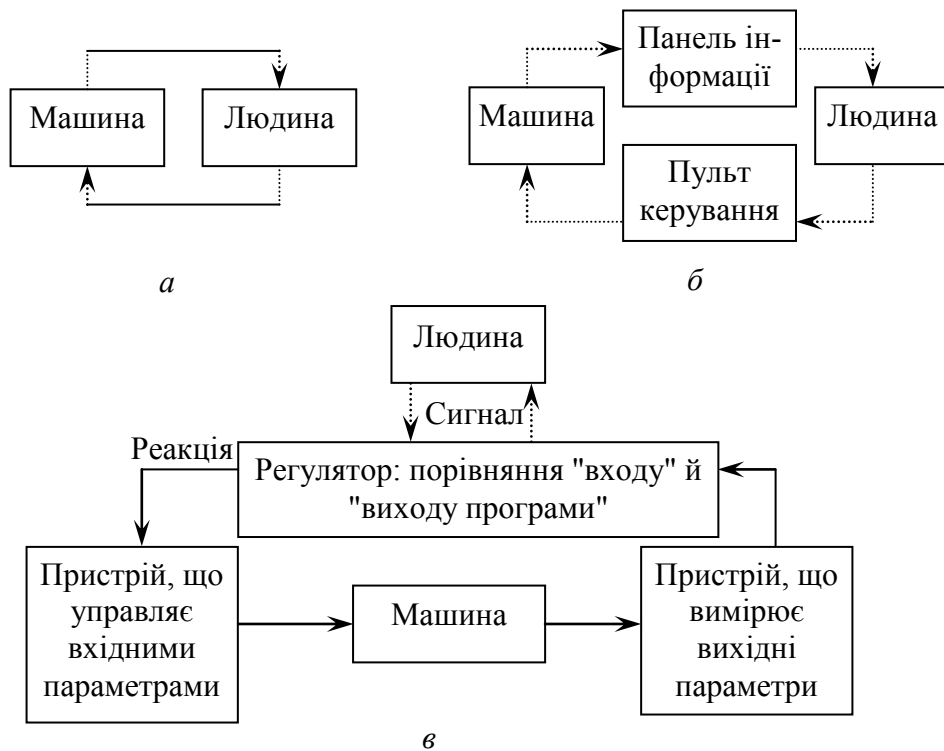 Машина
Людина
а
Панель ін-
формації
Машина
Людина
Пульт
керування
б
Людина
Сигнал
Реакція
Регулятор: порівняння "входу" й
"виходу програми"
Пристрій, що
управляє
вхідними
параметрами
Машина
Пристрій, що
вимірює
вихідні
параметри
в